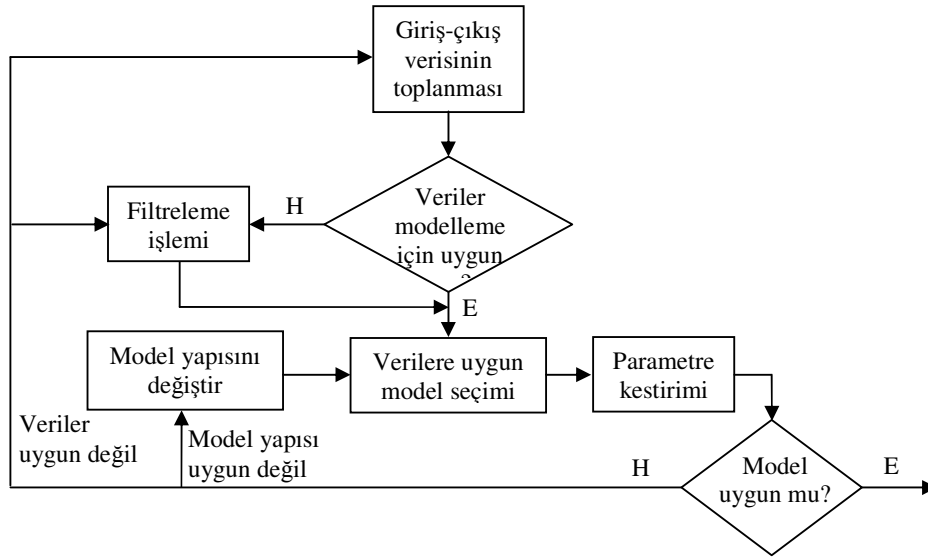 Giriş-çıkış
verisinin
toplanması
Veriler
modelleme
için uygun
H
Filtreleme
işlemi
E
Model yapısını
değiştir
Verilere uygun
model seçimi
Parametre
kestirimi
Veriler
uygun değil
Model yapısı
uygun değil
H
Model
uygun mu?
E